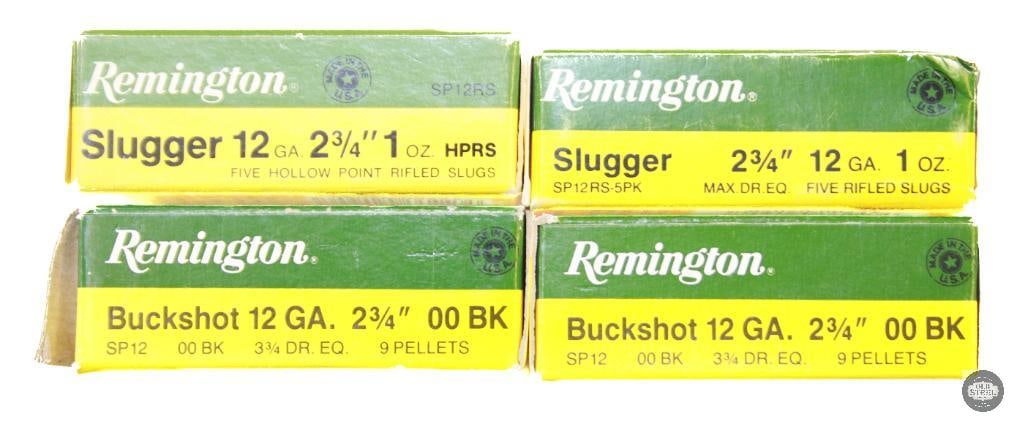 Remington®
MADE IN THE U.S.A.
SP12RS
Slugger 12 GA. 2¾" 1 OZ. HPRS
FIVE HOLLOW POINT RIFLED SLUGS
Remington®
MADE IN THE U.S.A.
Slugger 2¾" 12 GA. 1 OZ.
SP12RS-5PK MAX DR. EQ. FIVE RIFLED SLUGS
Remington®
MADE IN THE U.S.A.
Buckshot 12 GA. 2¾" 00 BK
SP12 00 BK 3¾ DR. EQ. 9 PELLETS
Remington®
MADE IN THE U.S.A.
Buckshot 12 GA. 2¾" 00 BK
SP12 00 BK 3¾ DR. EQ. 9 PELLETS
OLD STEEL